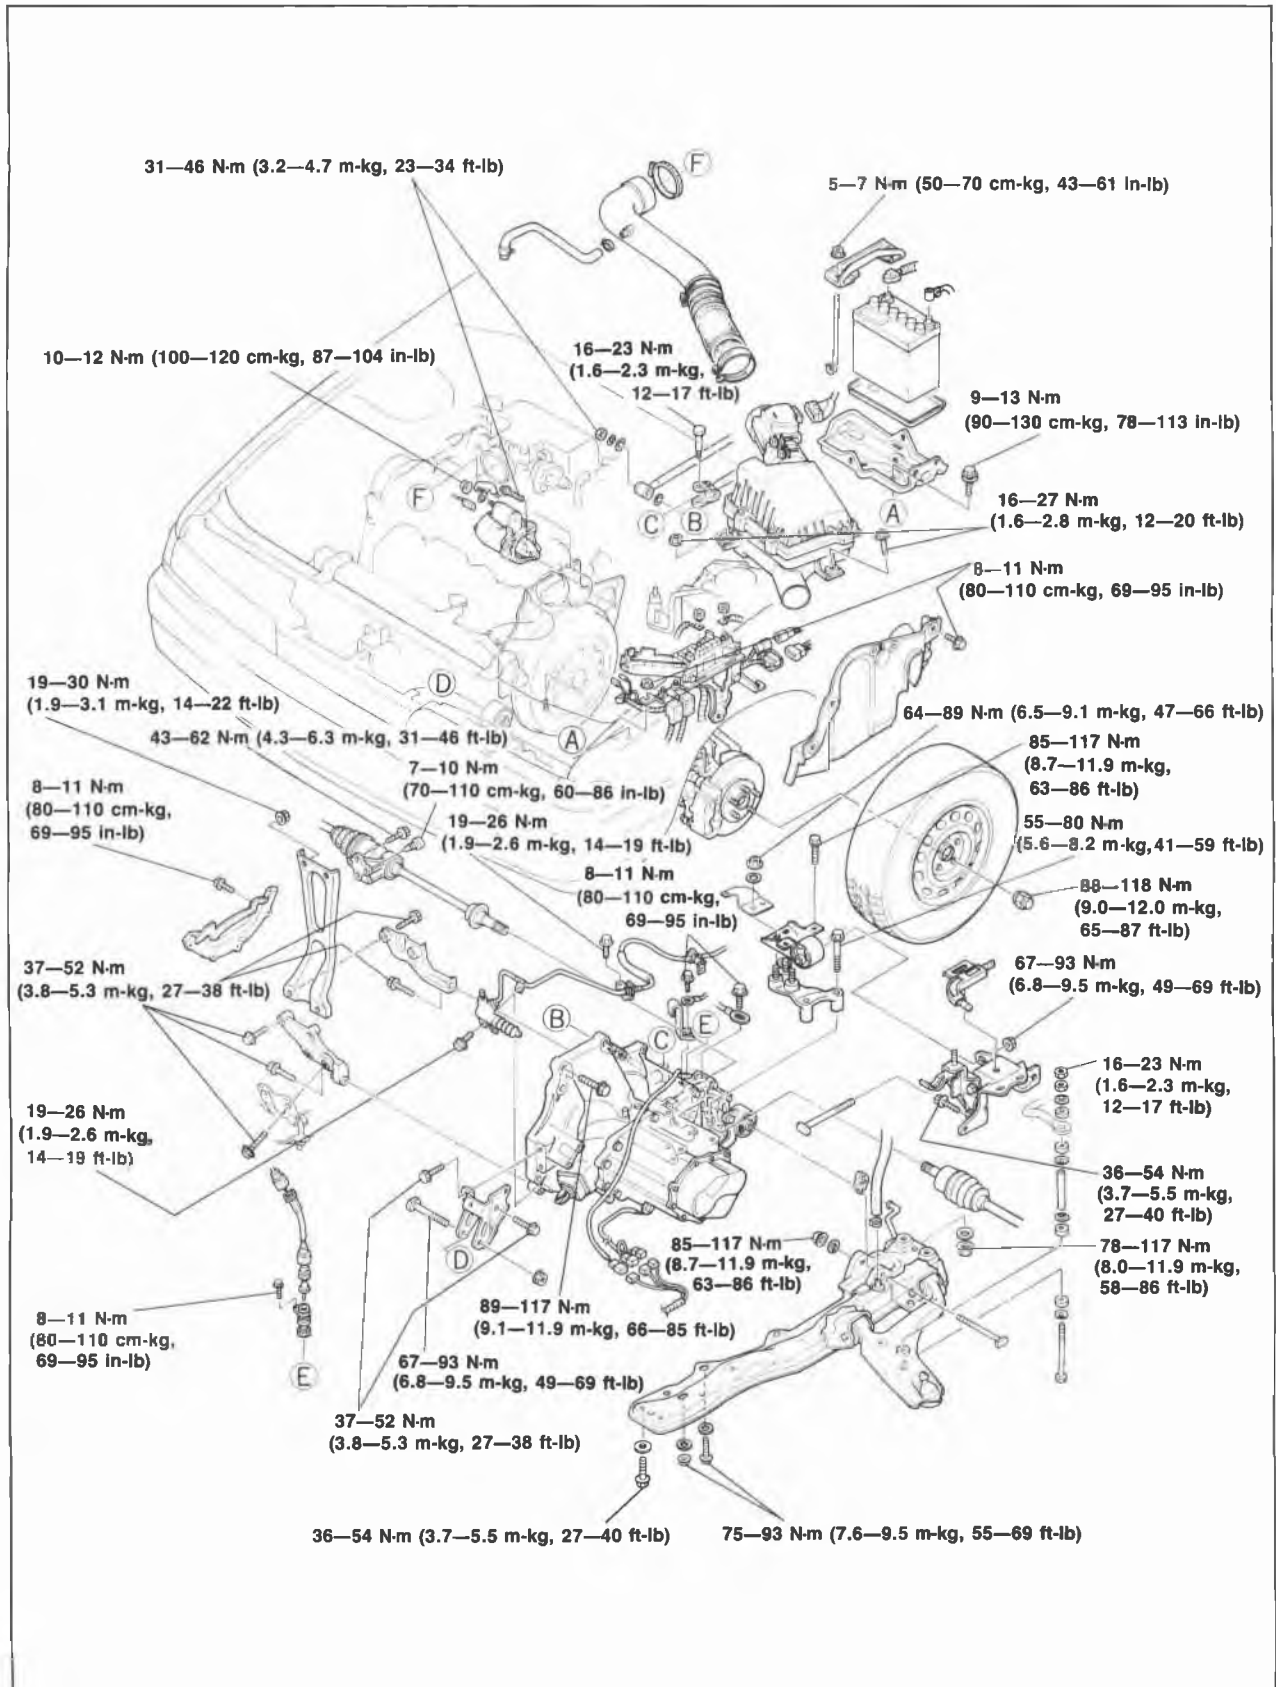 31—46 N·m (3.2—4.7 m-kg, 23—34 ft-lb)
F
5—7 N·m (50—70 cm-kg, 43—61 in-lb)
10—12 N·m (100—120 cm-kg, 87—104 in-lb)
16—23 N·m
(1.6—2.3 m-kg,
12—17 ft-lb)
9—13 N·m
(90—130 cm-kg, 78—113 in-lb)
F
C
B
A
16—27 N·m
(1.6—2.8 m-kg, 12—20 ft-lb)
8—11 N·m
(80—110 cm-kg, 69—95 in-lb)
19—30 N·m
(1.9—3.1 m-kg, 14—22 ft-lb)
D
A
64—89 N·m (6.5—9.1 m-kg, 47—66 ft-lb)
43—62 N·m (4.3—6.3 m-kg, 31—46 ft-lb)
85—117 N·m
(8.7—11.9 m-kg,
63—86 ft-lb)
7—10 N·m
(70—110 cm-kg, 60—86 in-lb)
8—11 N·m
(80—110 cm-kg,
69—95 in-lb)
19—26 N·m
(1.9—2.6 m-kg, 14—19 ft-lb)
55—80 N·m
(5.6—8.2 m-kg, 41—59 ft-lb)
8—11 N·m
(80—110 cm-kg,
69—95 in-lb)
88—118 N·m
(9.0—12.0 m-kg,
65—87 ft-lb)
37—52 N·m
(3.8—5.3 m-kg, 27—38 ft-lb)
67—93 N·m
(6.8—9.5 m-kg, 49—69 ft-lb)
B
C
E
16—23 N·m
(1.6—2.3 m-kg,
12—17 ft-lb)
19—26 N·m
(1.9—2.6 m-kg,
14—19 ft-lb)
36—54 N·m
(3.7—5.5 m-kg,
27—40 ft-lb)
85—117 N·m
(8.7—11.9 m-kg,
63—86 ft-lb)
78—117 N·m
(8.0—11.9 m-kg,
58—86 ft-lb)
D
89—117 N·m
(9.1—11.9 m-kg, 66—85 ft-lb)
8—11 N·m
(80—110 cm-kg,
69—95 in-lb)
E
67—93 N·m
(6.8—9.5 m-kg, 49—69 ft-lb)
37—52 N·m
(3.8—5.3 m-kg, 27—38 ft-lb)
36—54 N·m (3.7—5.5 m-kg, 27—40 ft-lb)
75—93 N·m (7.6—9.5 m-kg, 55—69 ft-lb)